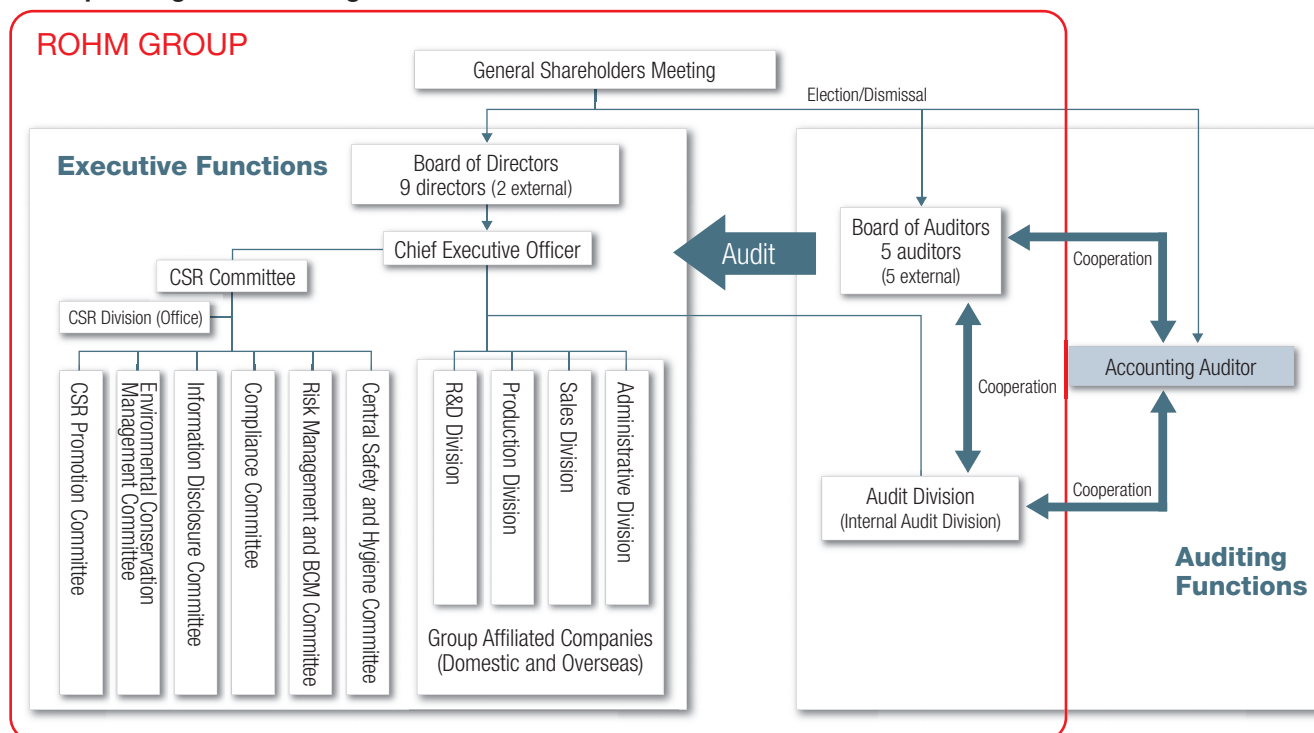 ROHM GROUP
General Shareholders Meeting
Election/Dismissal
Executive Functions
Board of Directors
9 directors (2 external)
Chief Executive Officer
CSR Committee
CSR Division (Office)
CSR Promotion Committee
Environmental Conservation
Management Committee
Information Disclosure Committee
Compliance Committee
Risk Management and BCM Committee
Central Safety and Hygiene Committee
R&D Division
Production Division
Sales Division
Administrative Division
Group Affiliated Companies
(Domestic and Overseas)
Audit
Board of Auditors
5 auditors
(5 external)
Cooperation
Cooperation
Accounting Auditor
Cooperation
Audit Division
(Internal Audit Division)
Auditing
Functions